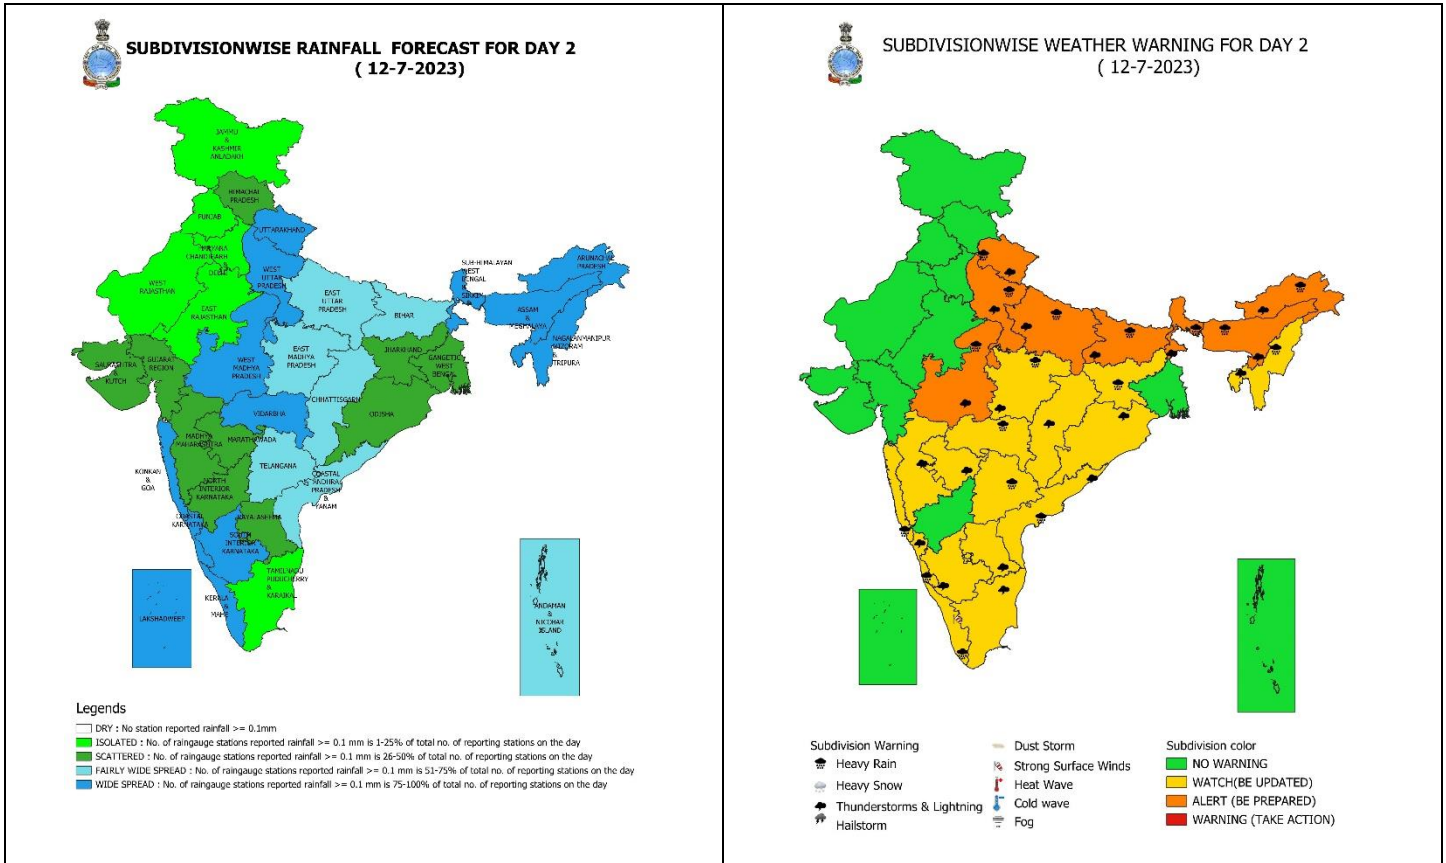 SUBDIVISIONWISE RAINFALL FORECAST FOR DAY 2
( 12-7-2023)
JAMMU
&
KASHMIR
ANLADAKH
HIMACHAL
PRADESH
PUNJAB
UTTARAKHAND
CHANDIGARH
&
WEST
RAJASTHAN
WEST
UTTAR
PRADESH
EAST
RAJASTHAN
EAST
UTTAR
PRADESH
BIHAR
SUB-HIMALAYAN
WEST
BENGAL
&
SIKKIM
ARUNACHAL
PRADESH
ASSAM
&
MEGHALAYA
NAGALANMANIPUR
MIZORAM
&
TRIPURA
SAURASHTRA
&
KUTCH
GUJARAT
REGION
WEST
MADHYA
PRADESH
EAST
MADHYA
PRADESH
JHARKHAND
GANGETIC
WEST
BENGAL
CHHATTISGARH
ODISHA
VIDARBHA
MADHYA
MAHARASHTRA
MARATHAWADA
TELANGANA
KONKAN
&
GOA
NORTH
INTERIOR
KARNATAKA
COASTAL
ANDHRA
PRADESH
&
YANAM
COASTAL
KARNATAKA
RAYALASEEMA
SOUTH
INTERIOR
KARNATAKA
TAMILNADU
PUDUCHERRY
&
KARAIKAL
KERALA
&
MAHE
LAKSHADWEEP
ANDAMAN
&
NICOBAR
ISLAND
Legends
DRY : No station reported rainfall >= 0.1mm
ISOLATED : No. of raingauge stations reported rainfall >= 0.1 mm is 1-25% of total no. of reporting stations on the day
SCATTERED : No. of raingauge stations reported rainfall >= 0.1 mm is 26-50% of total no. of reporting stations on the day
FAIRLY WIDE SPREAD : No. of raingauge stations reported rainfall >= 0.1 mm is 51-75% of total no. of reporting stations on the day
WIDE SPREAD : No. of raingauge stations reported rainfall >= 0.1 mm is 75-100% of total no. of reporting stations on the day
SUBDIVISIONWISE WEATHER WARNING FOR DAY 2
( 12-7-2023)
Subdivision Warning
Heavy Rain
Heavy Snow
Thunderstorms & Lightning
Hailstorm
Dust Storm
Strong Surface Winds
Heat Wave
Cold wave
Fog
Subdivision color
NO WARNING
WATCH(BE UPDATED)
ALERT (BE PREPARED)
WARNING (TAKE ACTION)